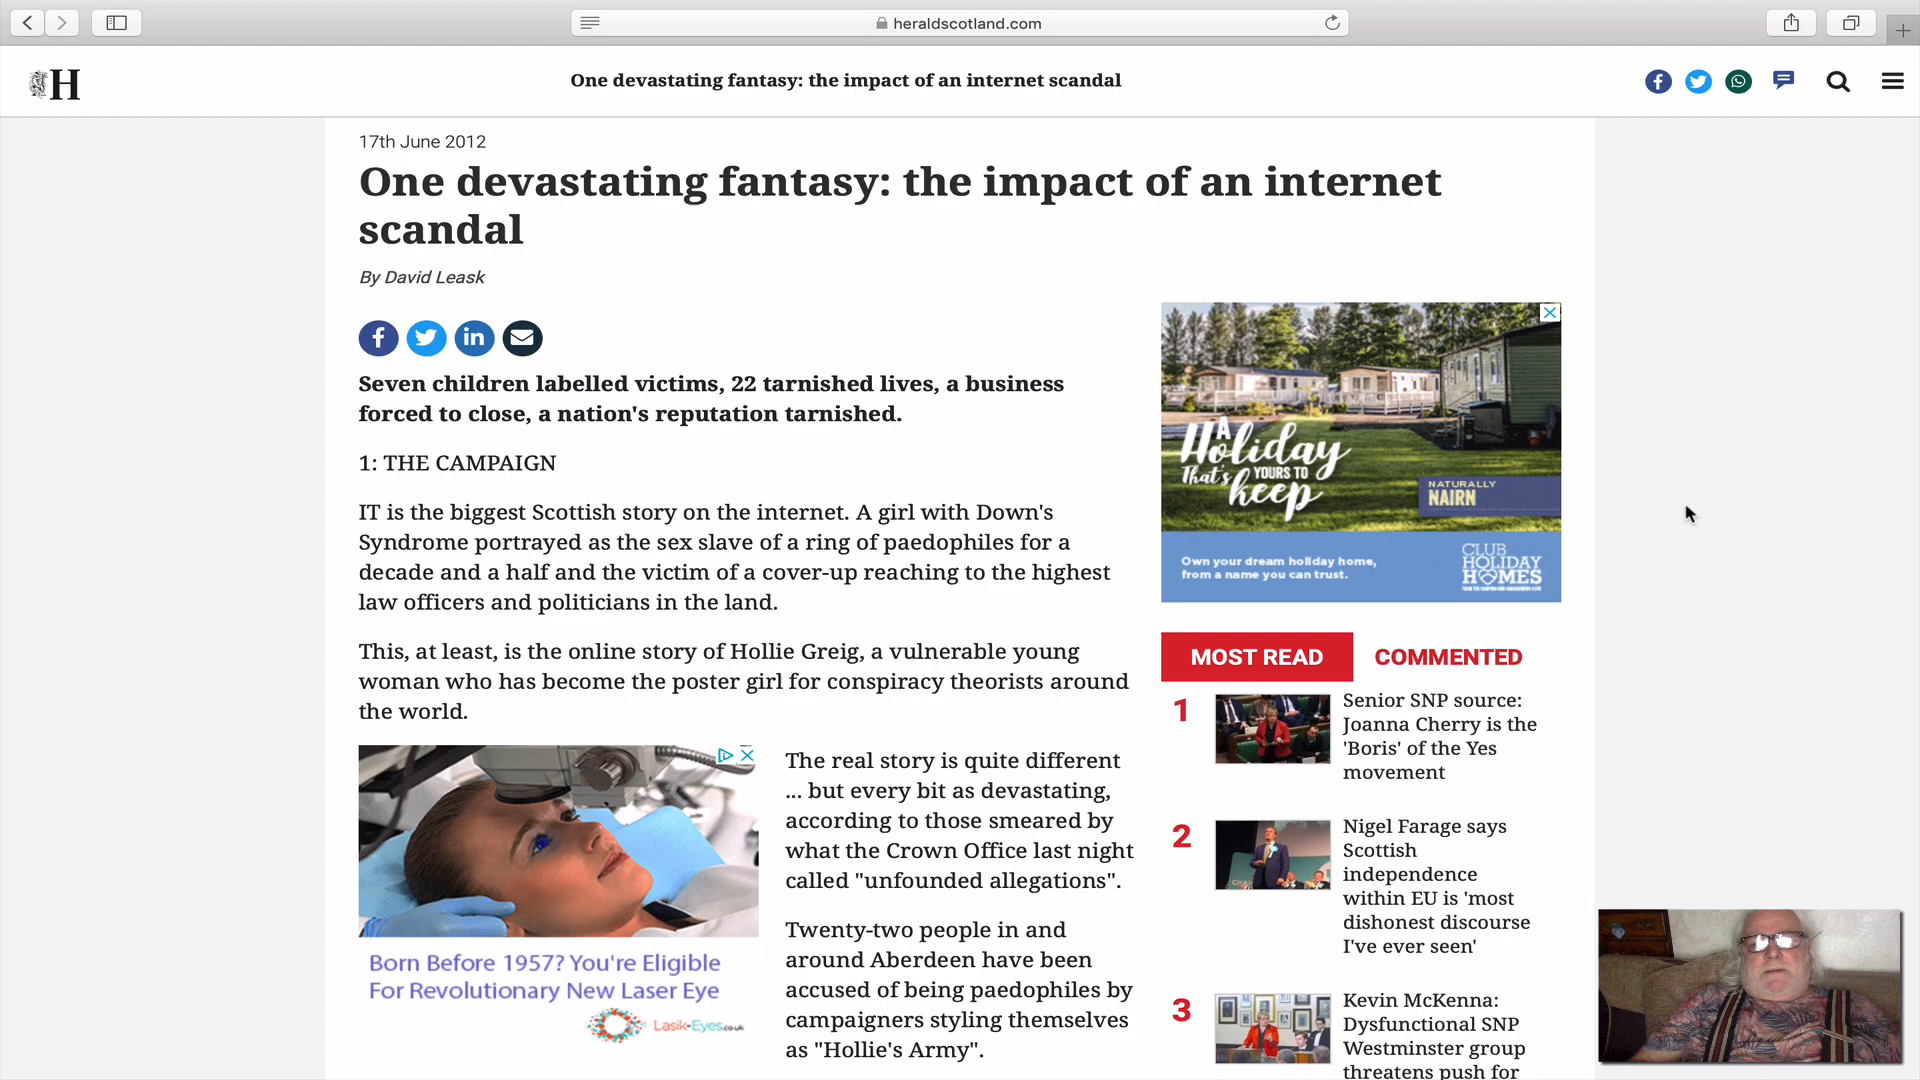 heraldscotland.com
H
One devastating fantasy: the impact of an internet scandal
17th June 2012
One devastating fantasy: the impact of an internet
scandal
By David Leask
Seven children labelled victims, 22 tarnished lives, a business
forced to close, a nation's reputation tarnished.
1: THE CAMPAIGN
IT is the biggest Scottish story on the internet. A girl with Down's
Syndrome portrayed as the sex slave of a ring of paedophiles for a
decade and a half and the victim of a cover-up reaching to the highest
law officers and politicians in the land.
This, at least, is the online story of Hollie Greig, a vulnerable young
woman who has become the poster girl for conspiracy theorists around
the world.
The real story is quite different
... but every bit as devastating,
according to those smeared by
what the Crown Office last night
called "unfounded allegations".
Twenty-two people in and
around Aberdeen have been
accused of being paedophiles by
campaigners styling themselves
as "Hollie's Army".
Born Before 1957? You're Eligible
For Revolutionary New Laser Eye
Lasik-Eyes.co.uk
A
Holiday
That's YOURS TO
keep
NATURALLY
NAIRN
Own your dream holiday home,
from a name you can trust.
CLUB
HOLIDAY
HOMES
MOST READ
COMMENTED
1
Senior SNP source:
Joanna Cherry is the
'Boris' of the Yes
movement
2
Nigel Farage says
Scottish
independence
within EU is 'most
dishonest discourse
I've ever seen'
3
Kevin McKenna:
Dysfunctional SNP
Westminster group
threatens push for